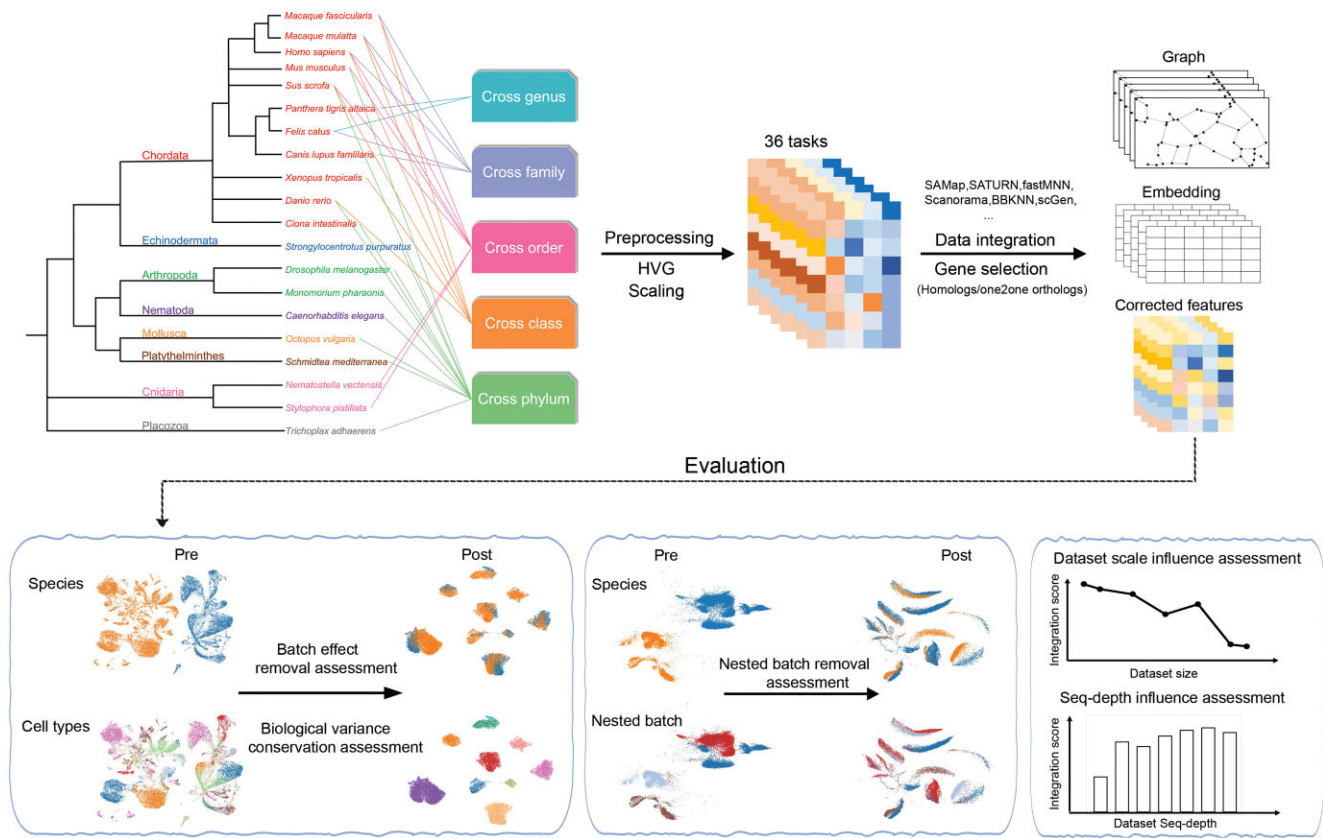 Macaque fascicularis
Macaque mulatta
Homo sapiens
Mus musculus
Sus scrofa
Panthera tigris altaica
Felis catus
Canis lupus familiaris
Xenopus tropicalis
Danio rerio
Ciona intestinalis
Strongylocentrotus purpuratus
Drosophila melanogaster
Monomorium pharaonis
Caenorhabditis elegans
Octopus vulgaris
Schmidtea mediterranea
Nematostella vectensis
Stylophora pistillata
Trichoplax adhaerens
Chordata
Echinodermata
Arthropoda
Nematoda
Mollusca
Platythelminthes
Cnidaria
Placozoa
Cross genus
Cross family
Cross order
Cross class
Cross phylum
Preprocessing
HVG
Scaling
36 tasks
SAMap,SATURN,fastMNN,
Scanorama,BBKNN,scGen,
...
Data integration
Gene selection
(Homologs/one2one orthologs)
Graph
Embedding
Corrected features
Evaluation
Pre
Post
Species
Cell types
Batch effect
removal assessment
Biological variance
conservation assessment
Pre
Post
Species
Nested batch
Nested batch removal
assessment
Dataset scale influence assessment
Integration score
Dataset size
Seq-depth influence assessment
Integration score
Dataset Seq-depth